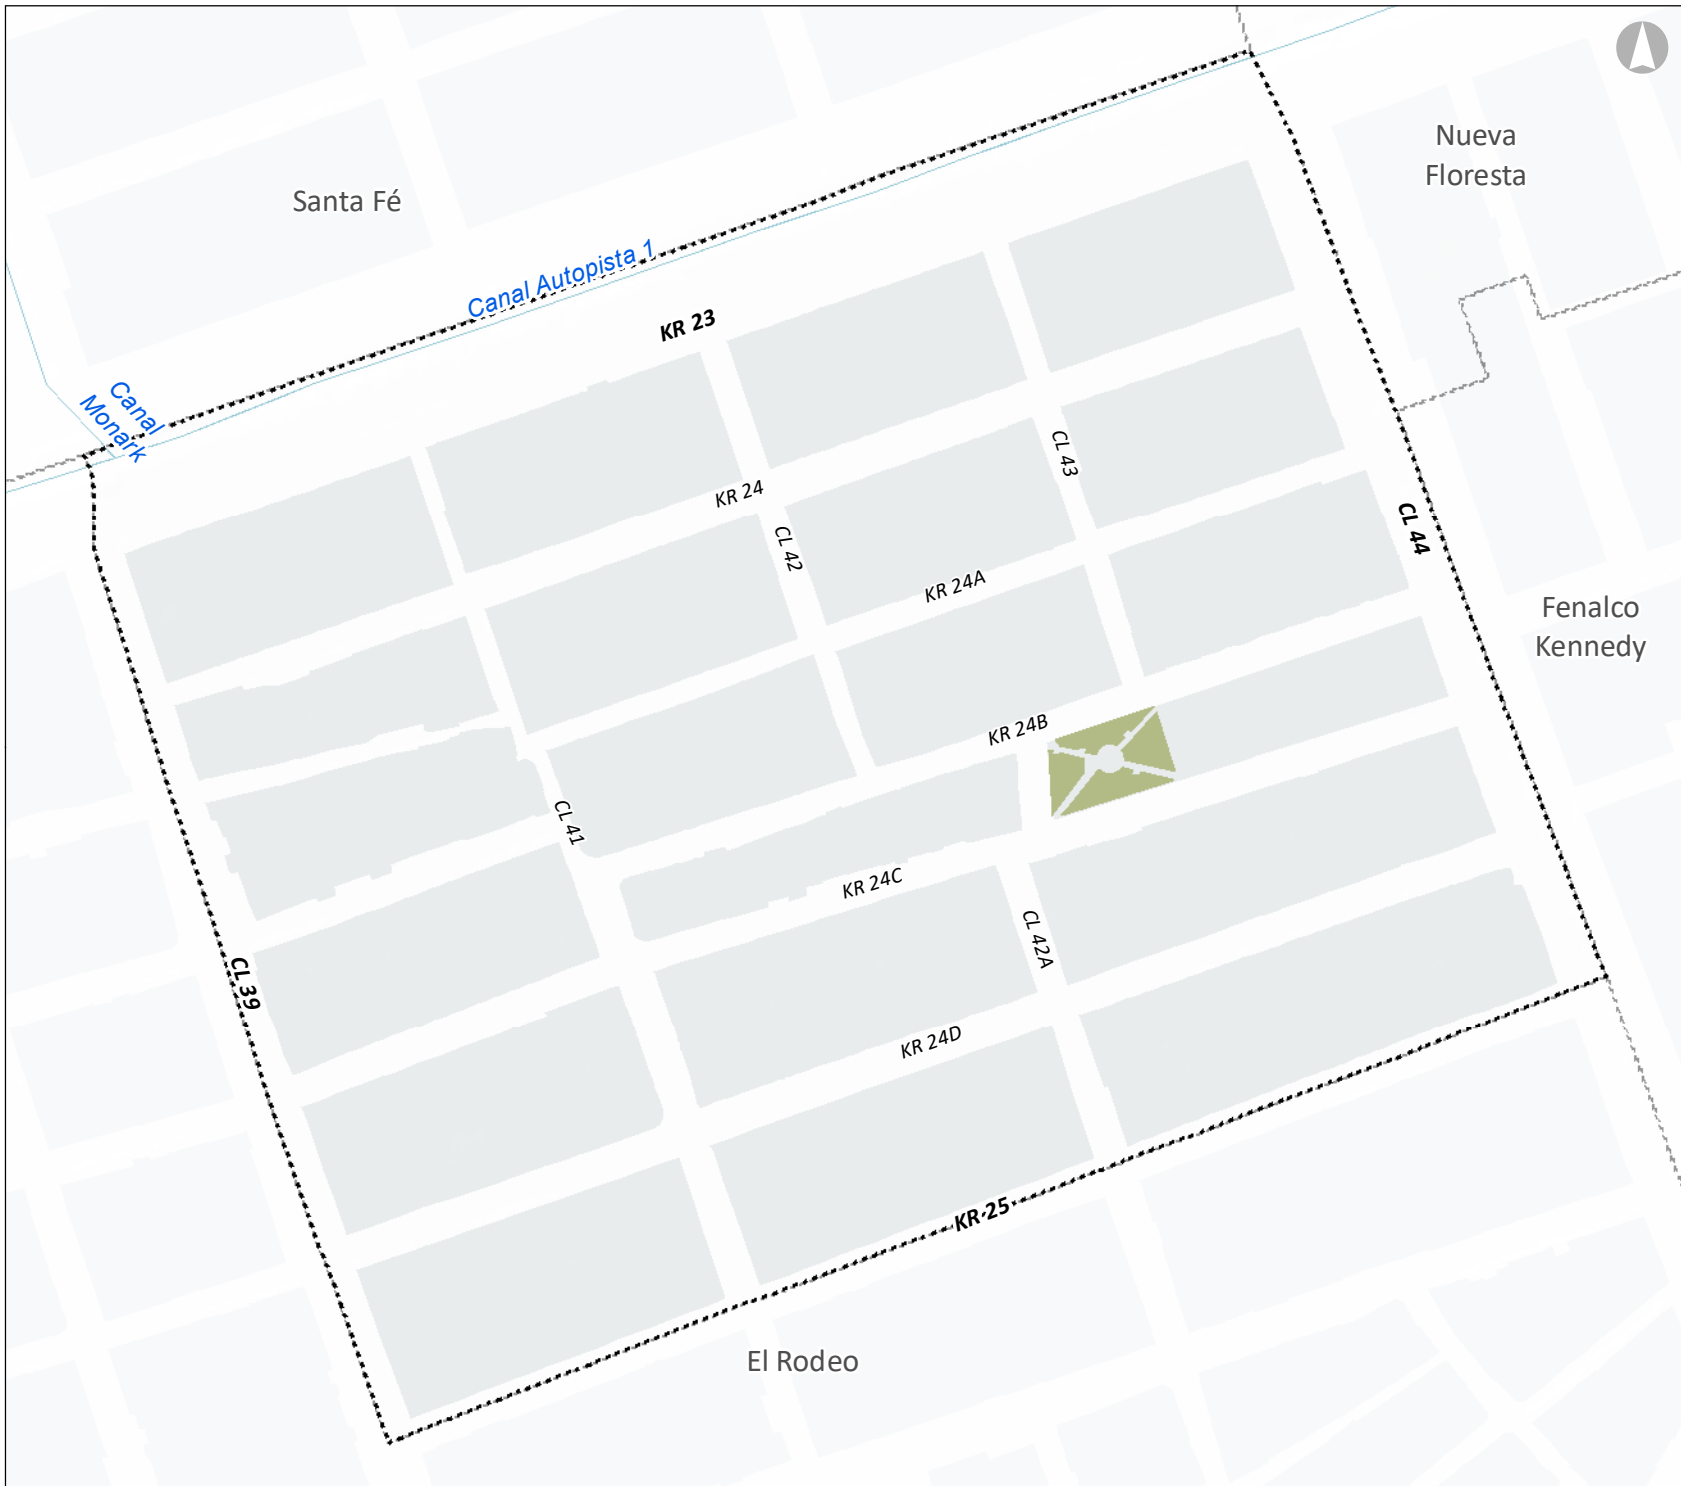 Nueva
Floresta
Santa Fé
Canal Autopista 1
KR 23
Canal
Monark
CL 43
KR 24
CL 42
CL 44
KR 24A
Fenalco
Kennedy
KR 24B
CL 41
KR 24C
CL 42A
CL 39
KR 24D
KR 25
El Rodeo